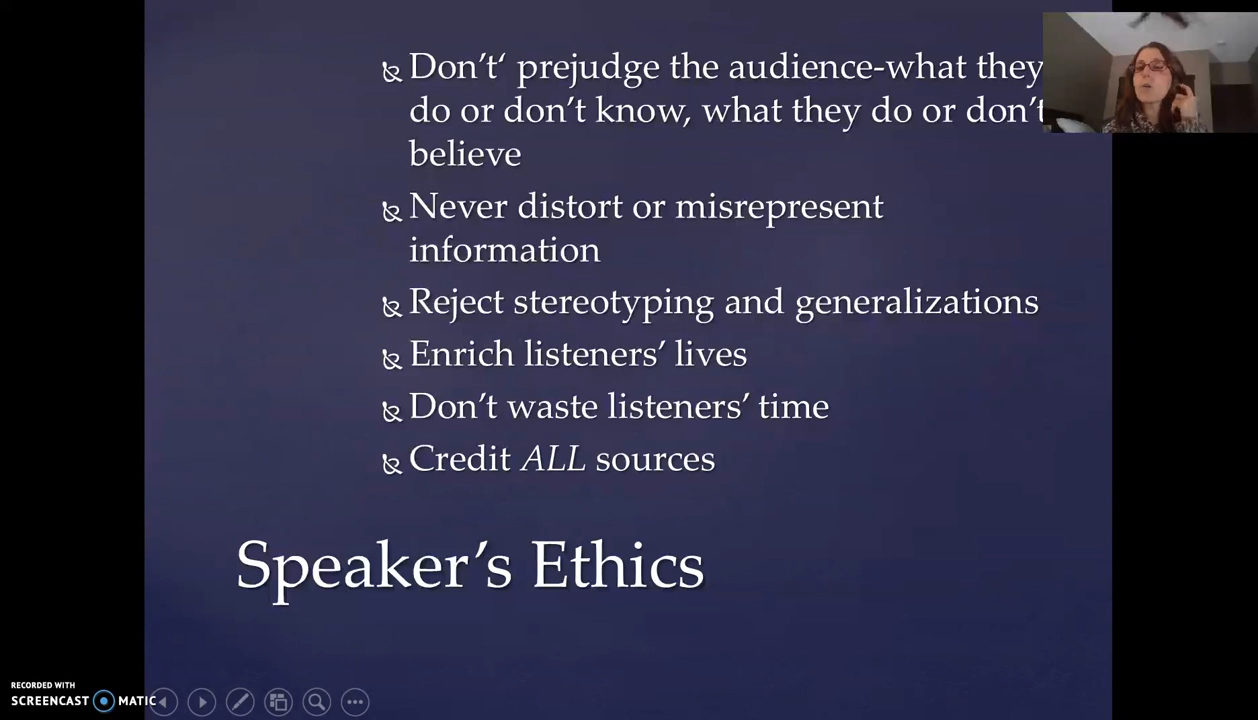 Don't‘ prejudge the audience-what they
do or don't know, what they do or don't
believe
Never distort or misrepresent
information
Reject stereotyping and generalizations
Enrich listeners’ lives
Don't waste listeners’ time
Credit ALL sources
Speaker’s Ethics
RECORDED WITH
SCREENCAST MATIC